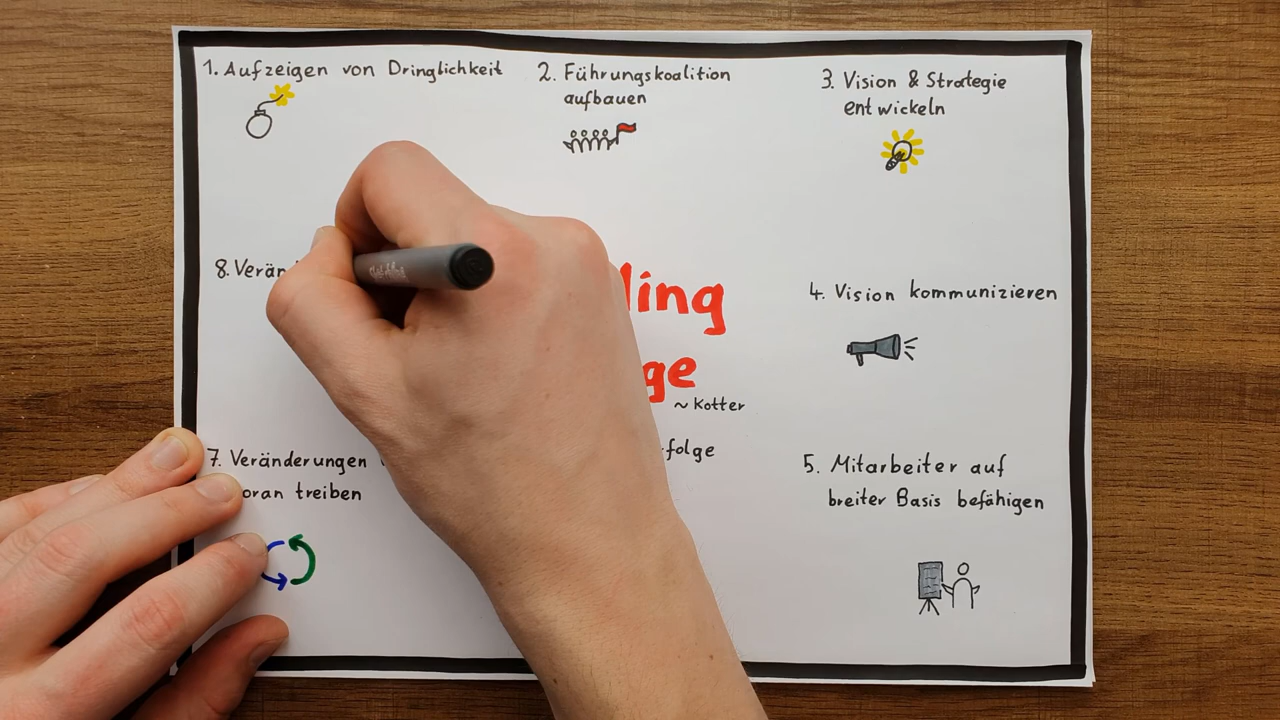 1. Aufzeigen von Dringlichkeit
2. Führungskoalition
aufbauen
3. Vision & Strategie
entwickeln
8. Verän
ling
ge
~ Kotter
4. Vision kommunizieren
folge
7. Veränderungen
oran treiben
5. Mitarbeiter auf
breiter Basis befähigen